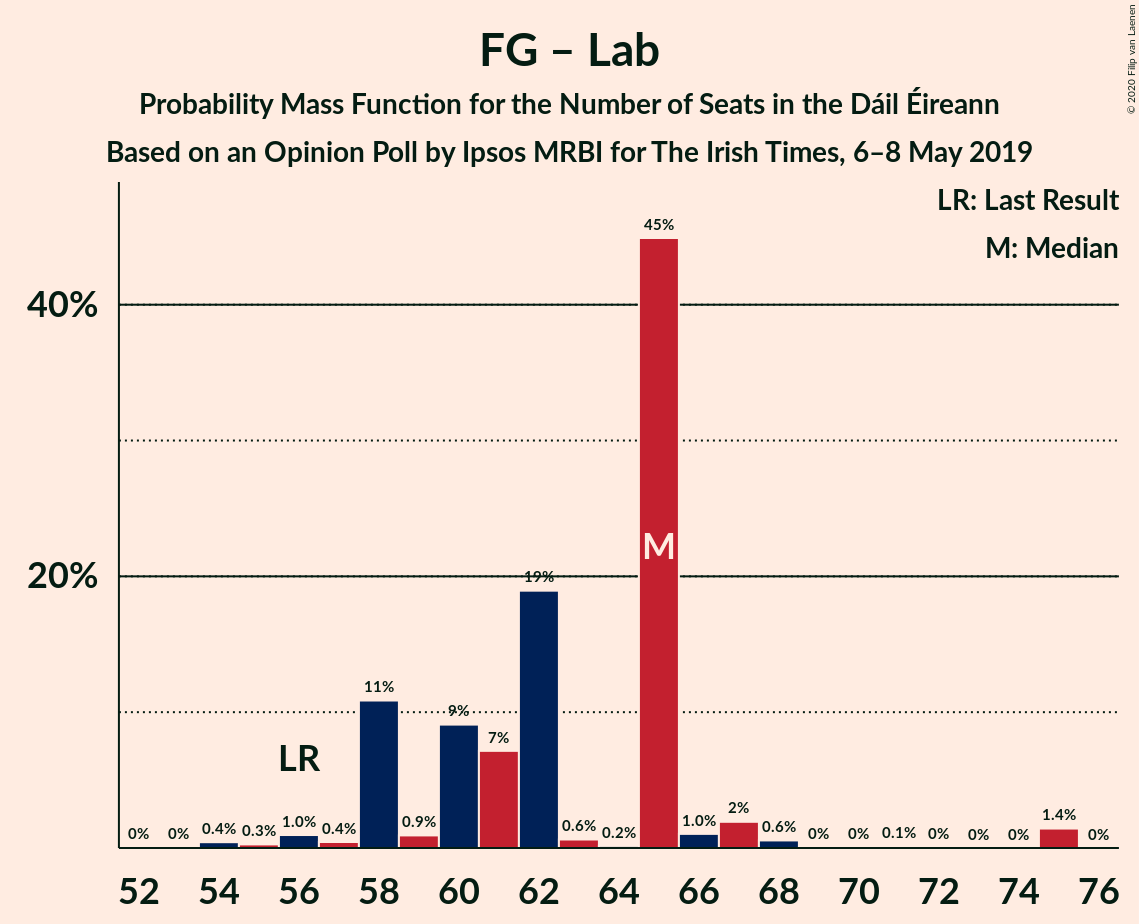 FG – Lab
Probability Mass Function for the Number of Seats in the Dáil Éireann
Based on an Opinion Poll by Ipsos MRBI for The Irish Times, 6–8 May 2019
© 2020 Filip van Laenen
LR: Last Result
M: Median
45%
40%
M
20%
19%
11%
9%
7%
LR
0% 0% 0.4% 0.3% 1.0% 0.4% 0.9% 0.6% 0.2% 1.0% 2% 0.6% 0% 0% 0.1% 0% 0% 0% 1.4% 0%
52 54 56 58 60 62 64 66 68 70 72 74 76